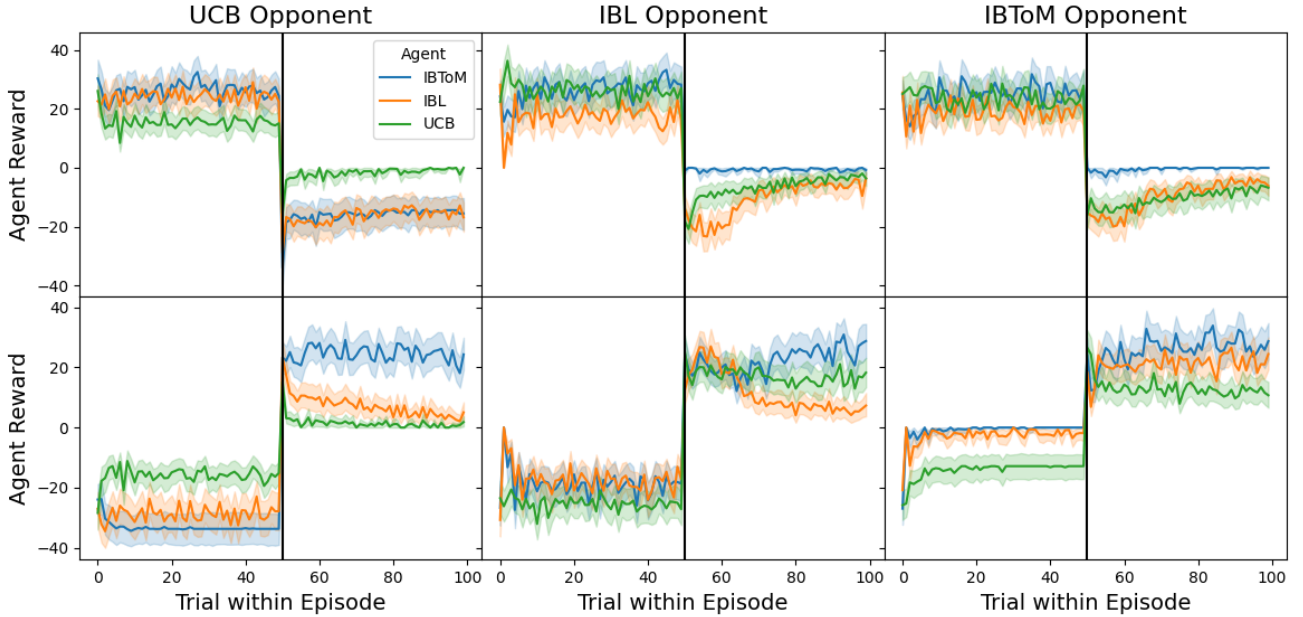 UCB Opponent
IBL Opponent
IBToM Opponent
Agent Reward
40
20
0
−20
−40
Agent
IBToM
IBL
UCB
Agent Reward
40
20
0
−20
−40
0 20 40 60 80 100
0 20 40 60 80 100
0 20 40 60 80 100
Trial within Episode
Trial within Episode
Trial within Episode